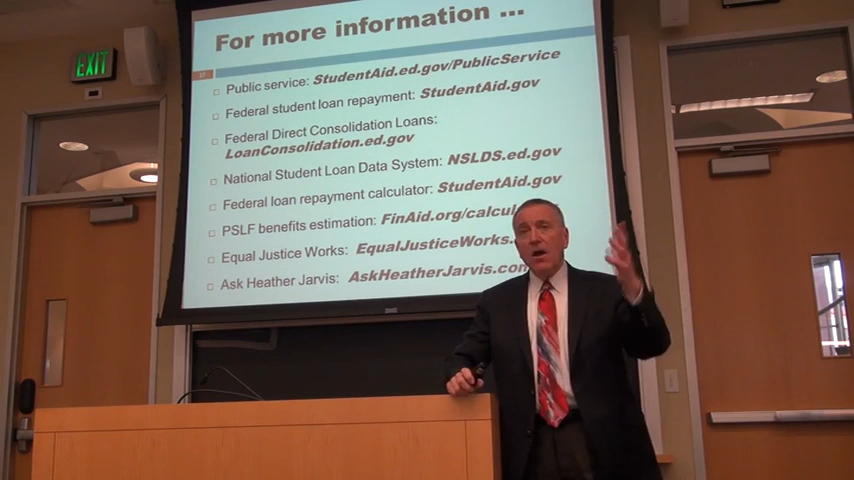 For more information ...
EXIT
17
Public service: StudentAid.ed.gov/PublicService
Federal student loan repayment: StudentAid.gov
Federal Direct Consolidation Loans:
LoanConsolidation.ed.gov
National Student Loan Data System: NSLDS.ed.gov
Federal loan repayment calculator: StudentAid.gov
PSLF benefits estimation: FinAid.org/calcul
Equal Justice Works: EqualJusticeWorks.
Ask Heather Jarvis: AskHeatherJarvis.com